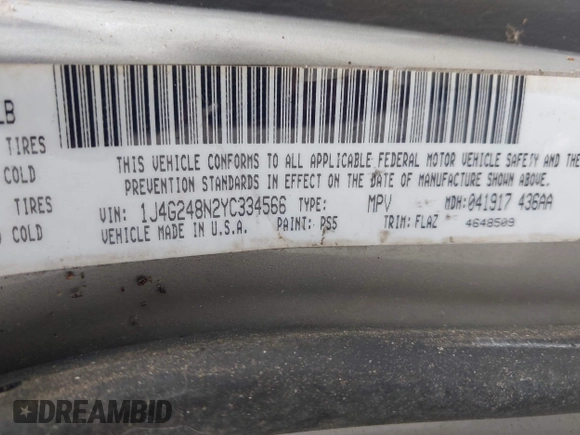 LB
TIRES
COLD
TIRES
COLD
THIS VEHICLE CONFORMS TO ALL APPLICABLE FEDERAL MOTOR VEHICLE SAFETY AND THE
PREVENTION STANDARDS IN EFFECT ON THE DATE OF MANUFACTURE SHOWN ABOVE.
VIN: 1J4G248N2YC334566 TYPE: MPV MDH: 041917 436AA
VEHICLE MADE IN U.S.A. PAINT: PS5 TRIM: FLAZ 4648509
DREAMBID